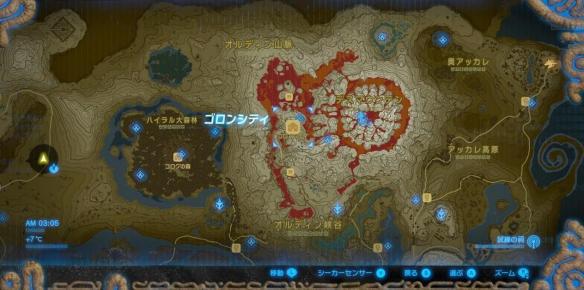 オルディン山脈
奥アッカレ
ハイラル大森林
ゴロンシティ
コログの森
アッカレ高原
オルディン峡谷
AM 03:05
+7℃
試練の祠
移動
シーカーセンサー
戻る
選ぶ
ズーム